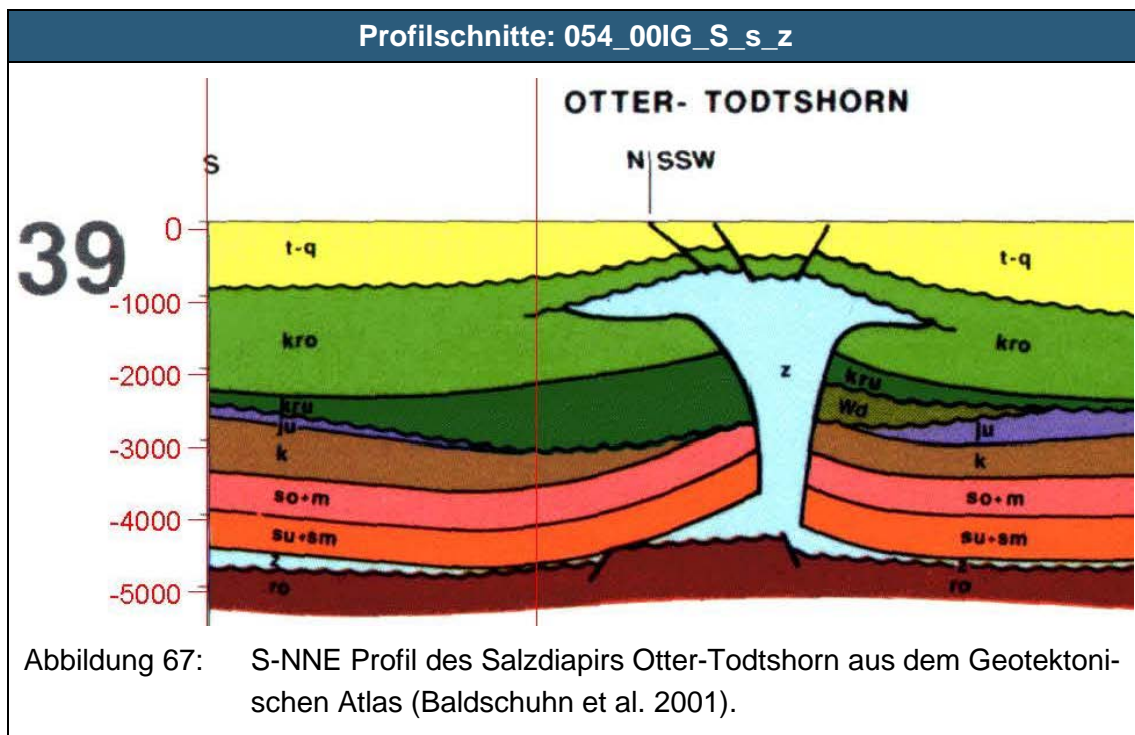 Profilschnitte: 054_00IG_S_s_z
OTTER- TODTSHORN
S
N SSW
39
0
-1000
-2000
-3000
-4000
-5000
t-q
t-q
kro
kro
z
kru
kru
Wd
ju
ju
k
k
so+m
so+m
su+sm
su+sm
z
z
ro
ro
Abbildung 67: S-NNE Profil des Salzdiapirs Otter-Todtshorn aus dem Geotektoni-
schen Atlas (Baldschuhn et al. 2001).